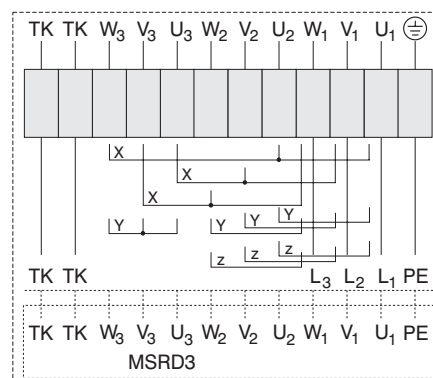 TK TK W3 V3 U3 W2 V2 U2 W1 V1 U1
X
X
X
Y
Y Y Y
z z z
TK TK L3 L2 L1 PE
TK TK W3 V3 U3 W2 V2 U2 W1 V1 U1 PE
MSRD3